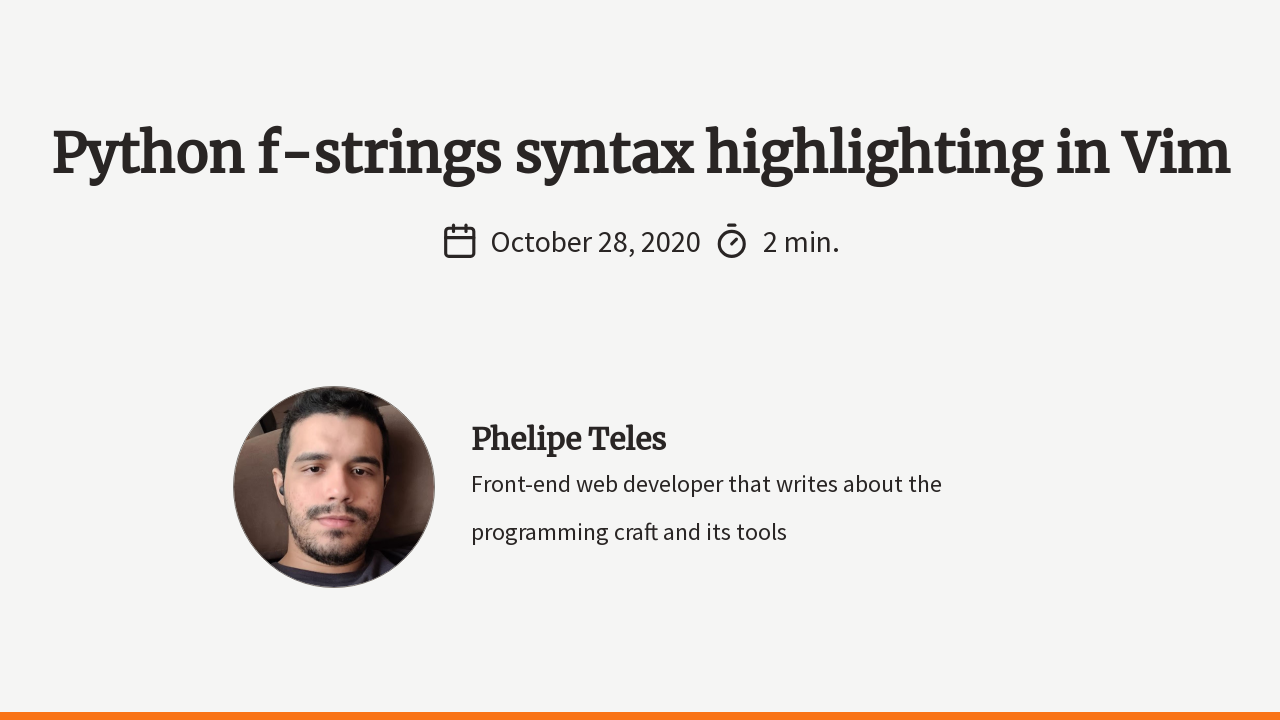 Python f-strings syntax highlighting in Vim
October 28, 2020 2 min.
Phelipe Teles
Front-end web developer that writes about the
programming craft and its tools